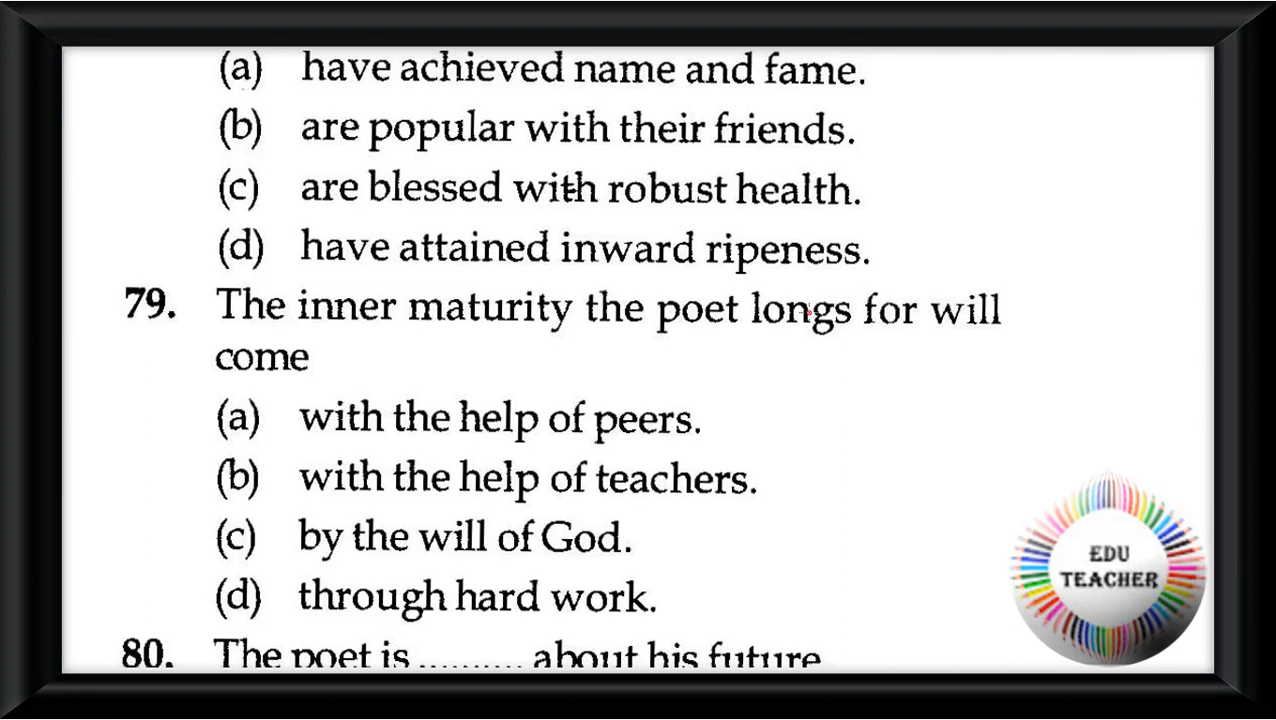 (a) have achieved name and fame.
(b) are popular with their friends.
(c) are blessed with robust health.
(d) have attained inward ripeness.
79. The inner maturity the poet longs for will
come
(a) with the help of peers.
(b) with the help of teachers.
(c) by the will of God.
(d) through hard work.
80. The poet is .......... about his future
EDU
TEACHER